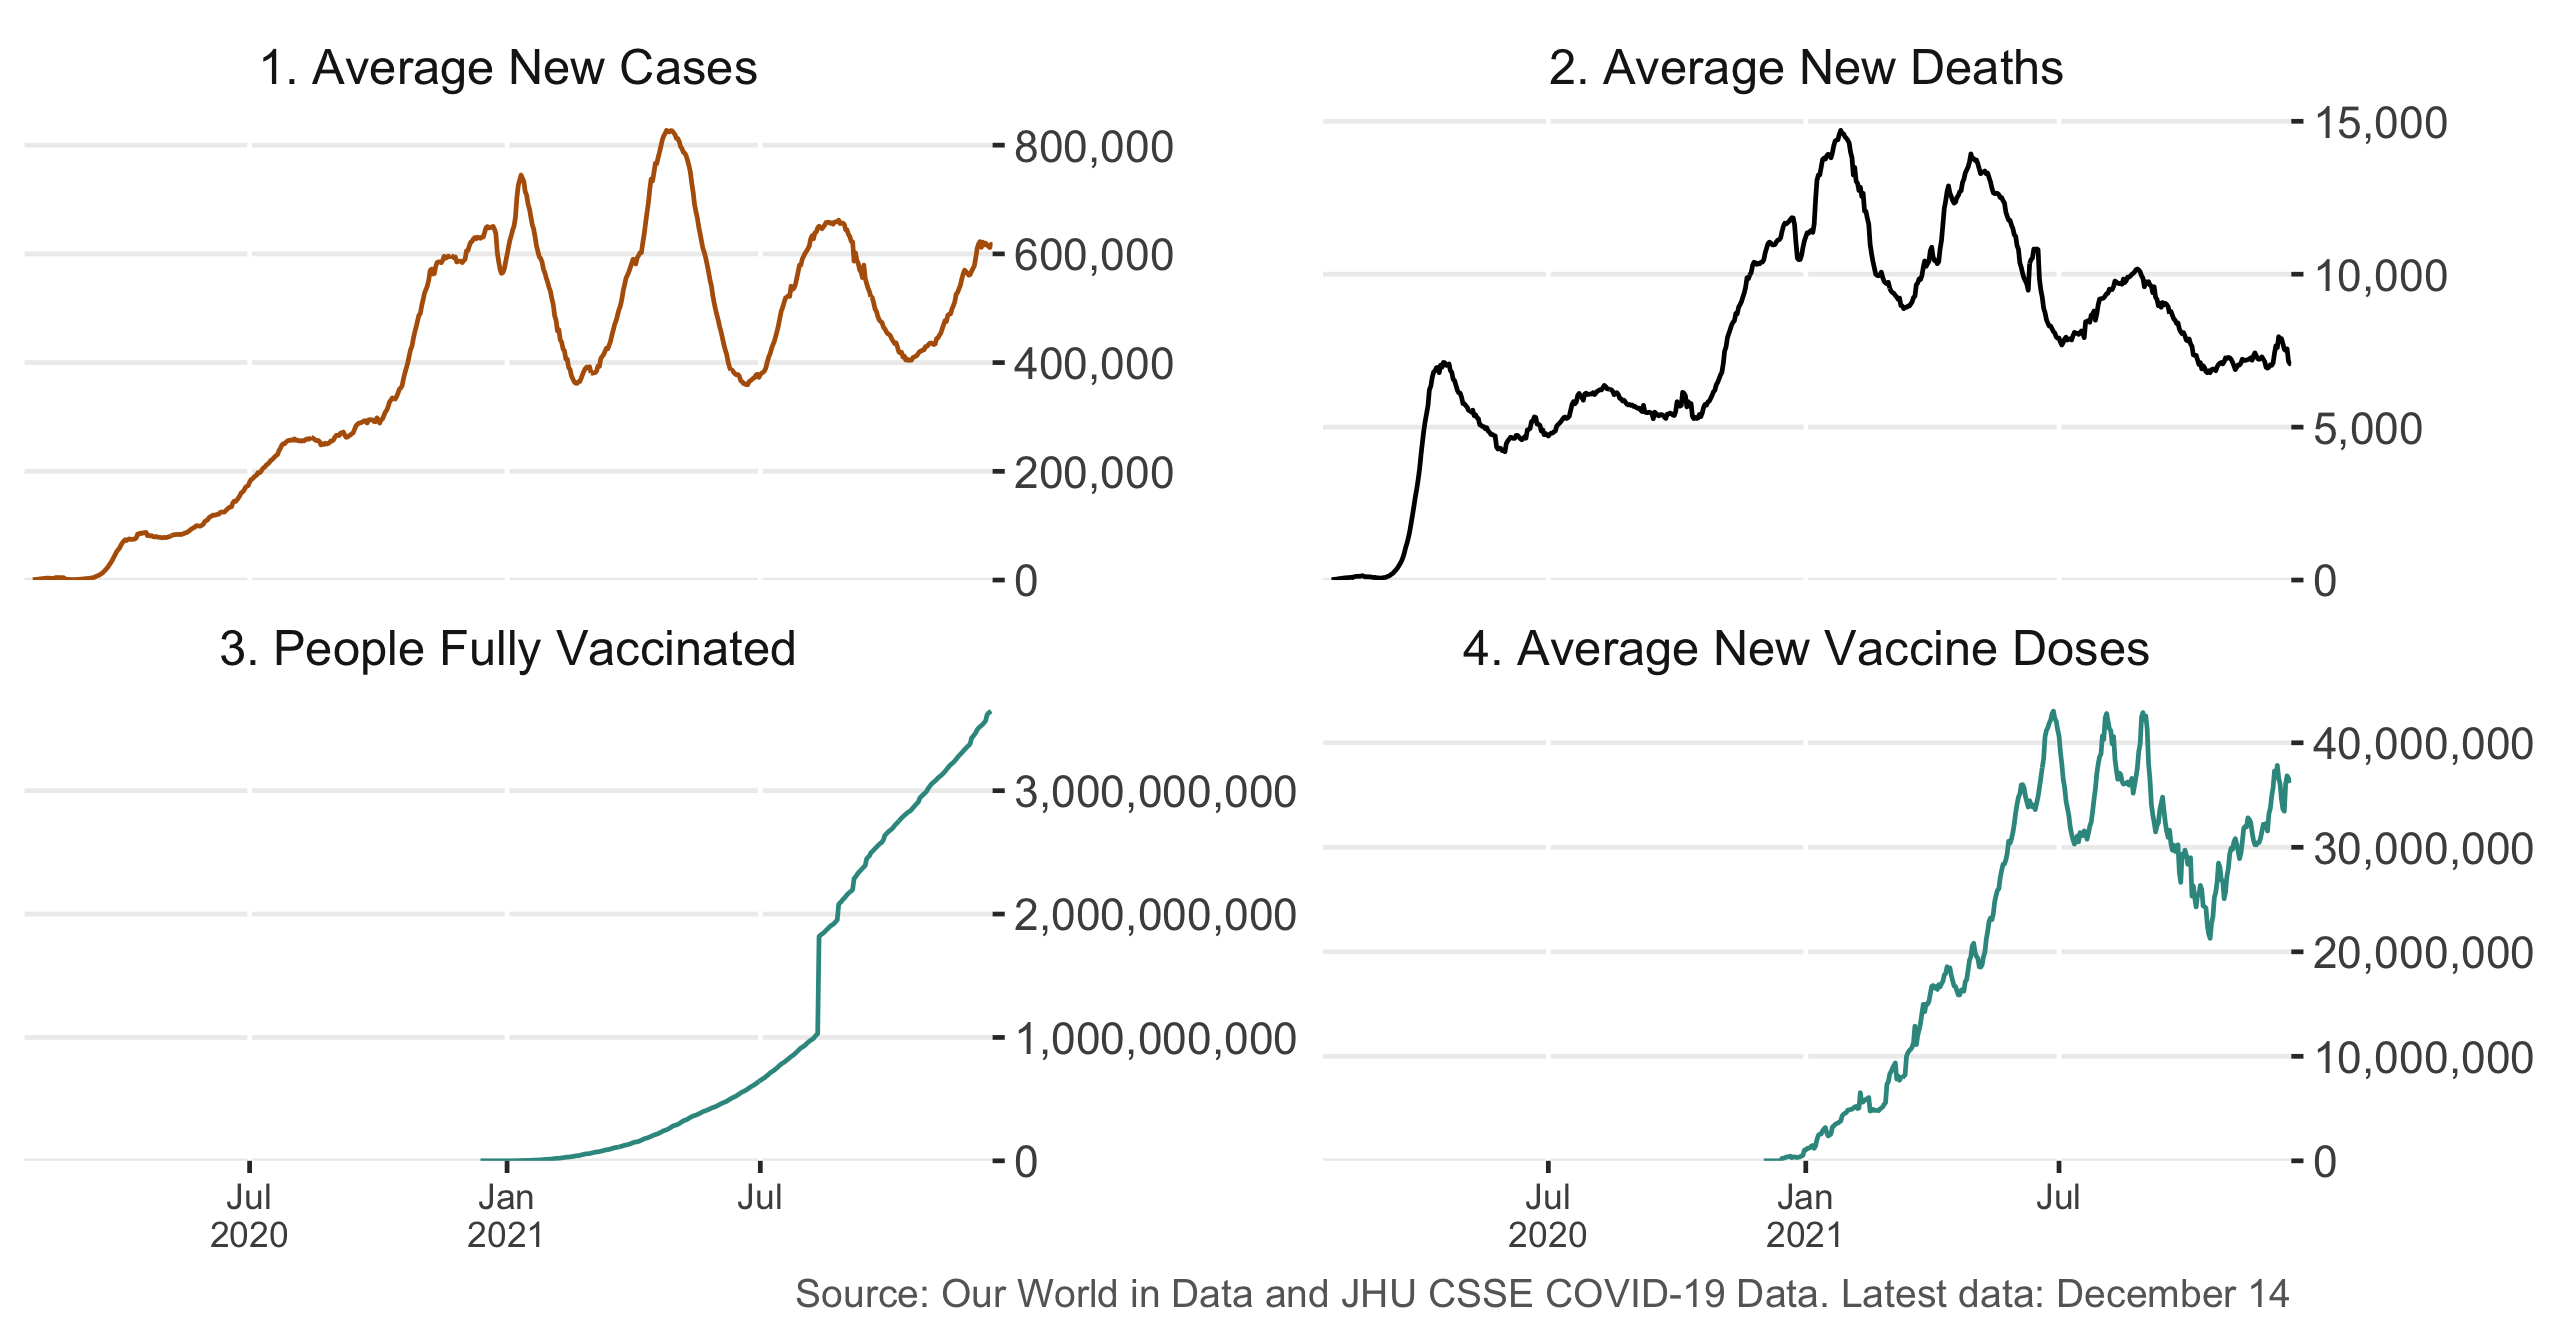 1. Average New Cases
800,000
600,000
400,000
200,000
0
2. Average New Deaths
15,000
10,000
5,000
0
3. People Fully Vaccinated
3,000,000,000
2,000,000,000
1,000,000,000
0
Jul
2020
Jan
2021
Jul
4. Average New Vaccine Doses
40,000,000
30,000,000
20,000,000
10,000,000
0
Jul
2020
Jan
2021
Jul
Source: Our World in Data and JHU CSSE COVID-19 Data. Latest data: December 14